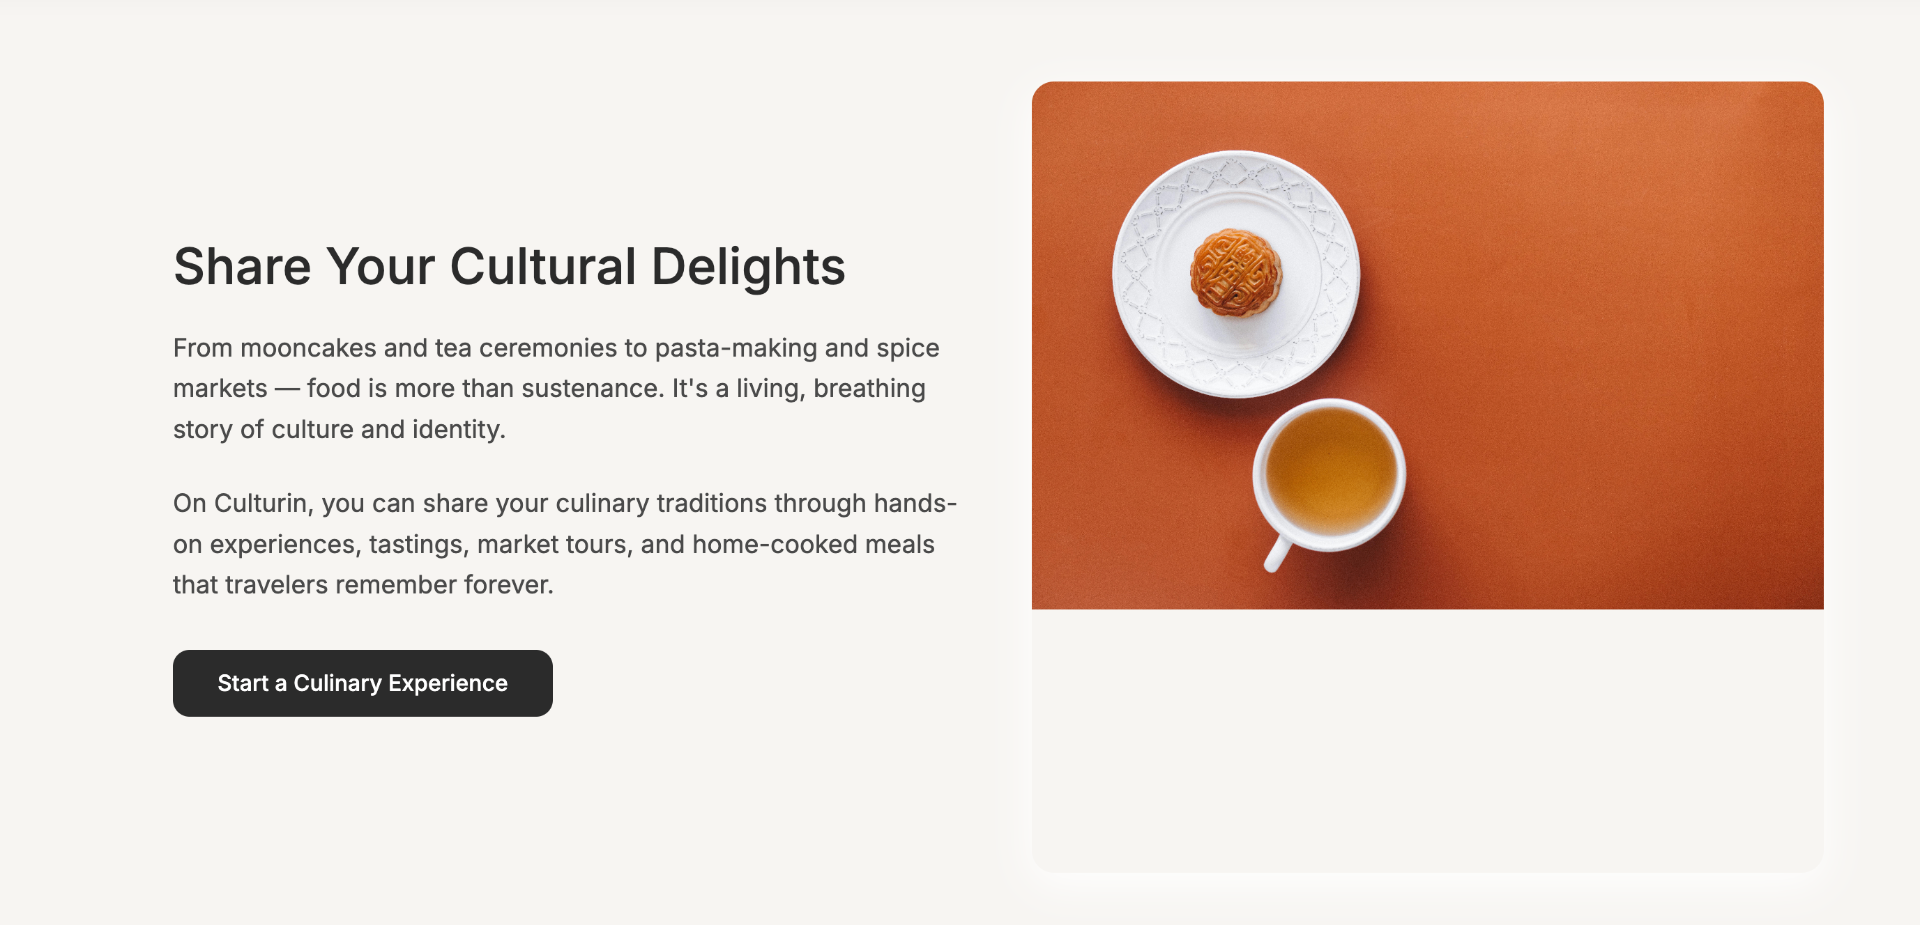 Share Your Cultural Delights
From mooncakes and tea ceremonies to pasta-making and spice
markets — food is more than sustenance. It's a living, breathing
story of culture and identity.
On Culturin, you can share your culinary traditions through hands-
on experiences, tastings, market tours, and home-cooked meals
that travelers remember forever.
Start a Culinary Experience